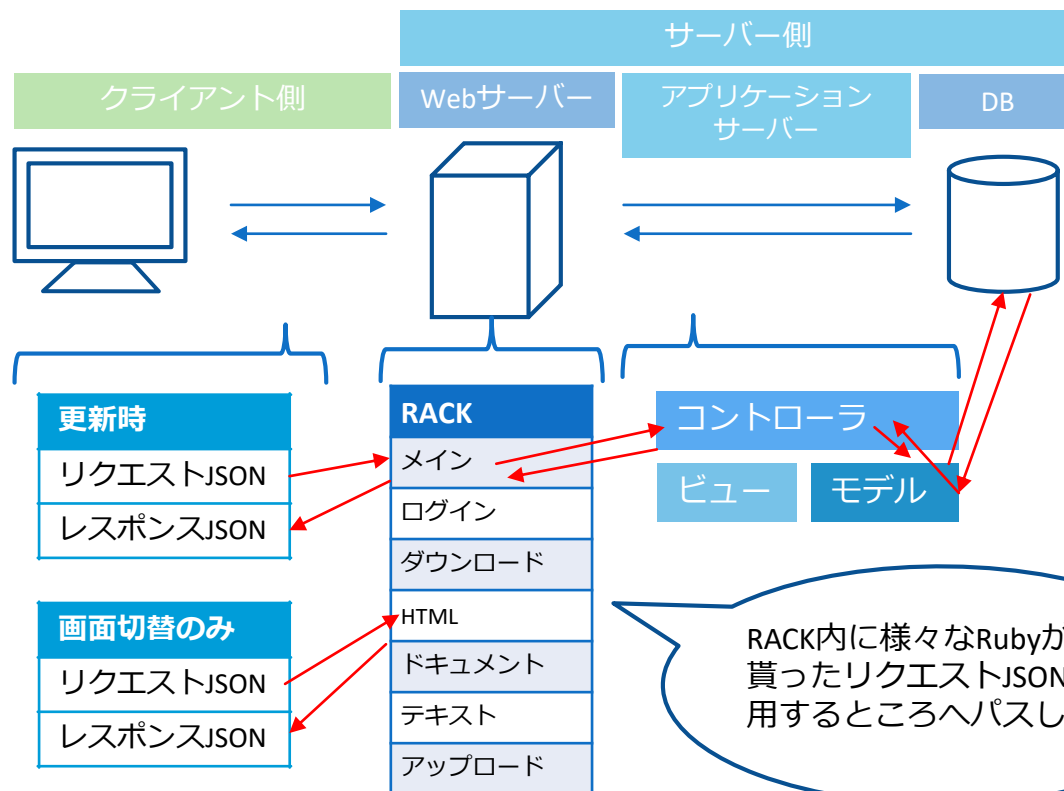 サーバー側
クライアント側
Webサーバー
アプリケーション
サーバー
DB
更新時
リクエストJSON
レスポンスJSON
画面切替のみ
リクエストJSON
レスポンスJSON
RACK
メイン
ログイン
ダウンロード
HTML
ドキュメント
テキスト
アップロード
コントローラ
ビュー
モデル
RACK内に様々なRubyが
貰ったリクエストJSON
用するところへパスし